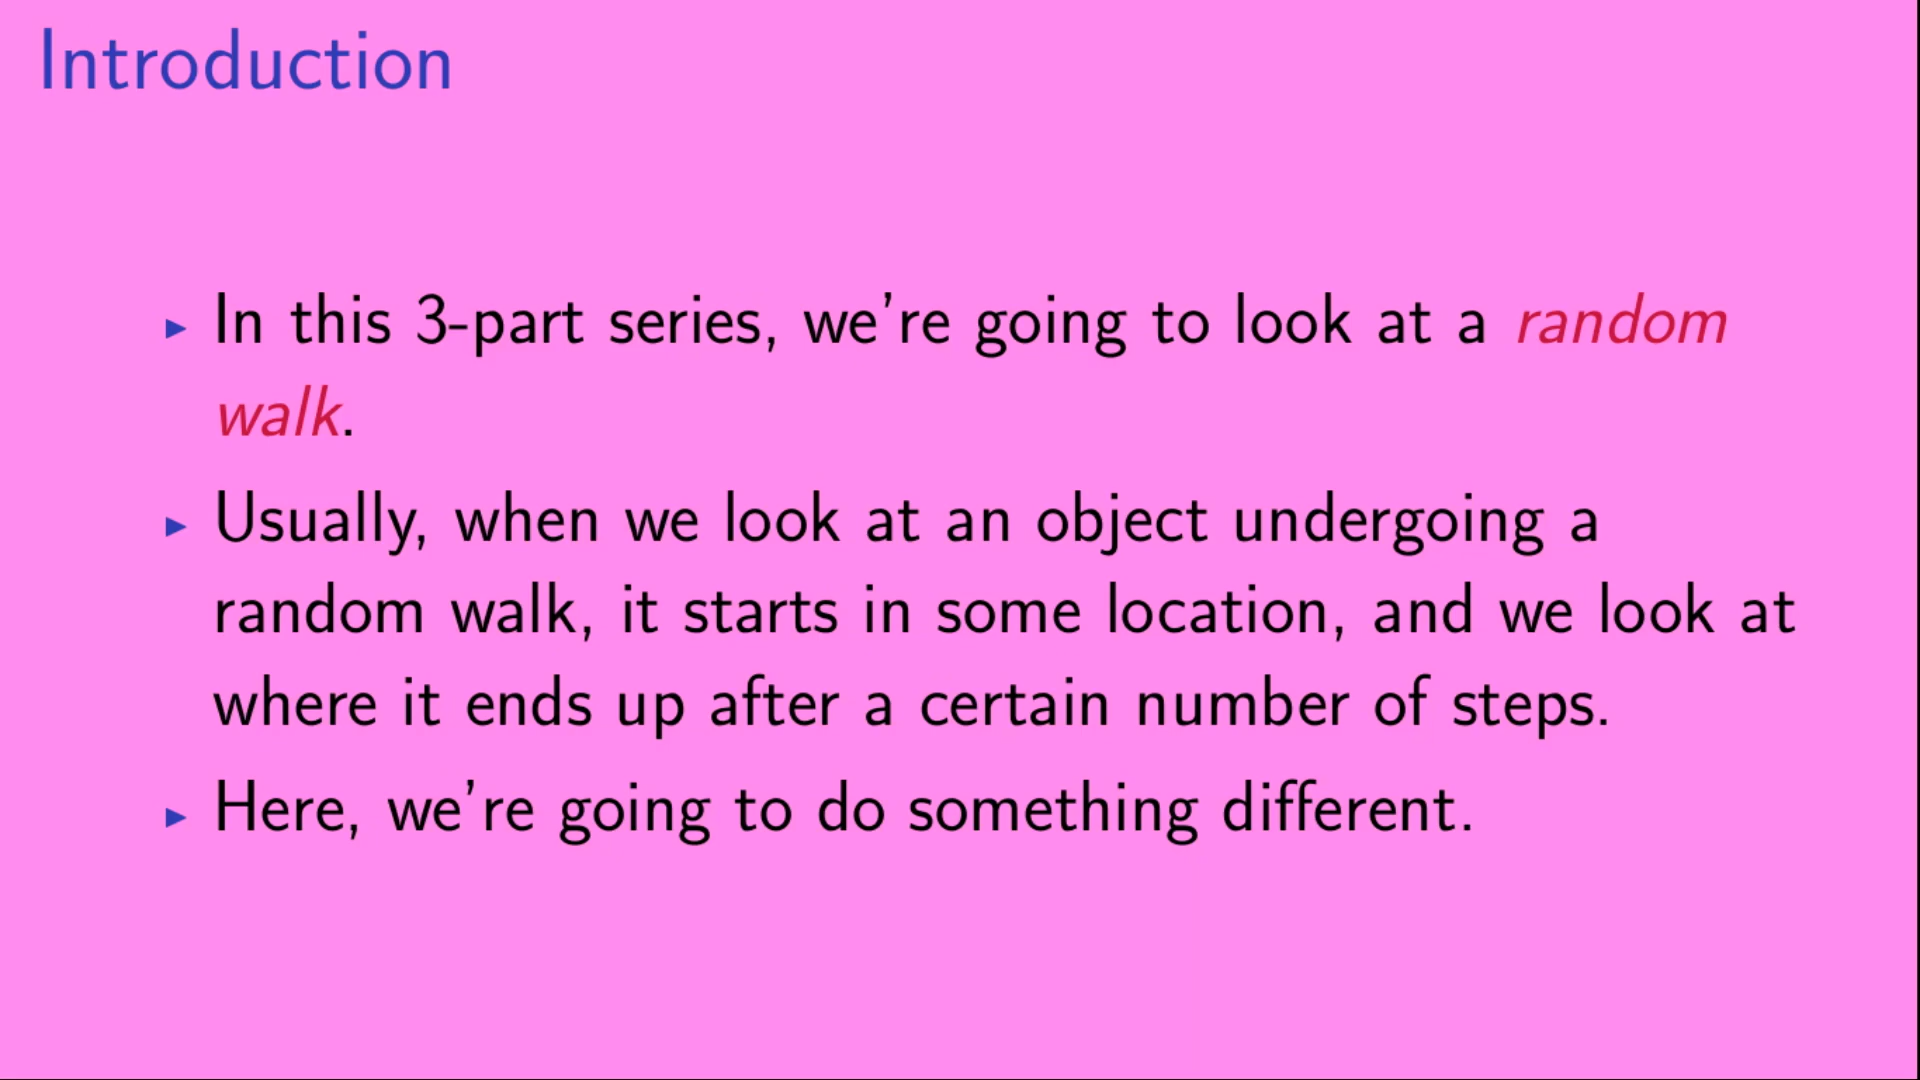 Introduction
▸ In this 3-part series, we're going to look at a random
walk.
▸ Usually, when we look at an object undergoing a
random walk, it starts in some location, and we look at
where it ends up after a certain number of steps.
▸ Here, we're going to do something different.